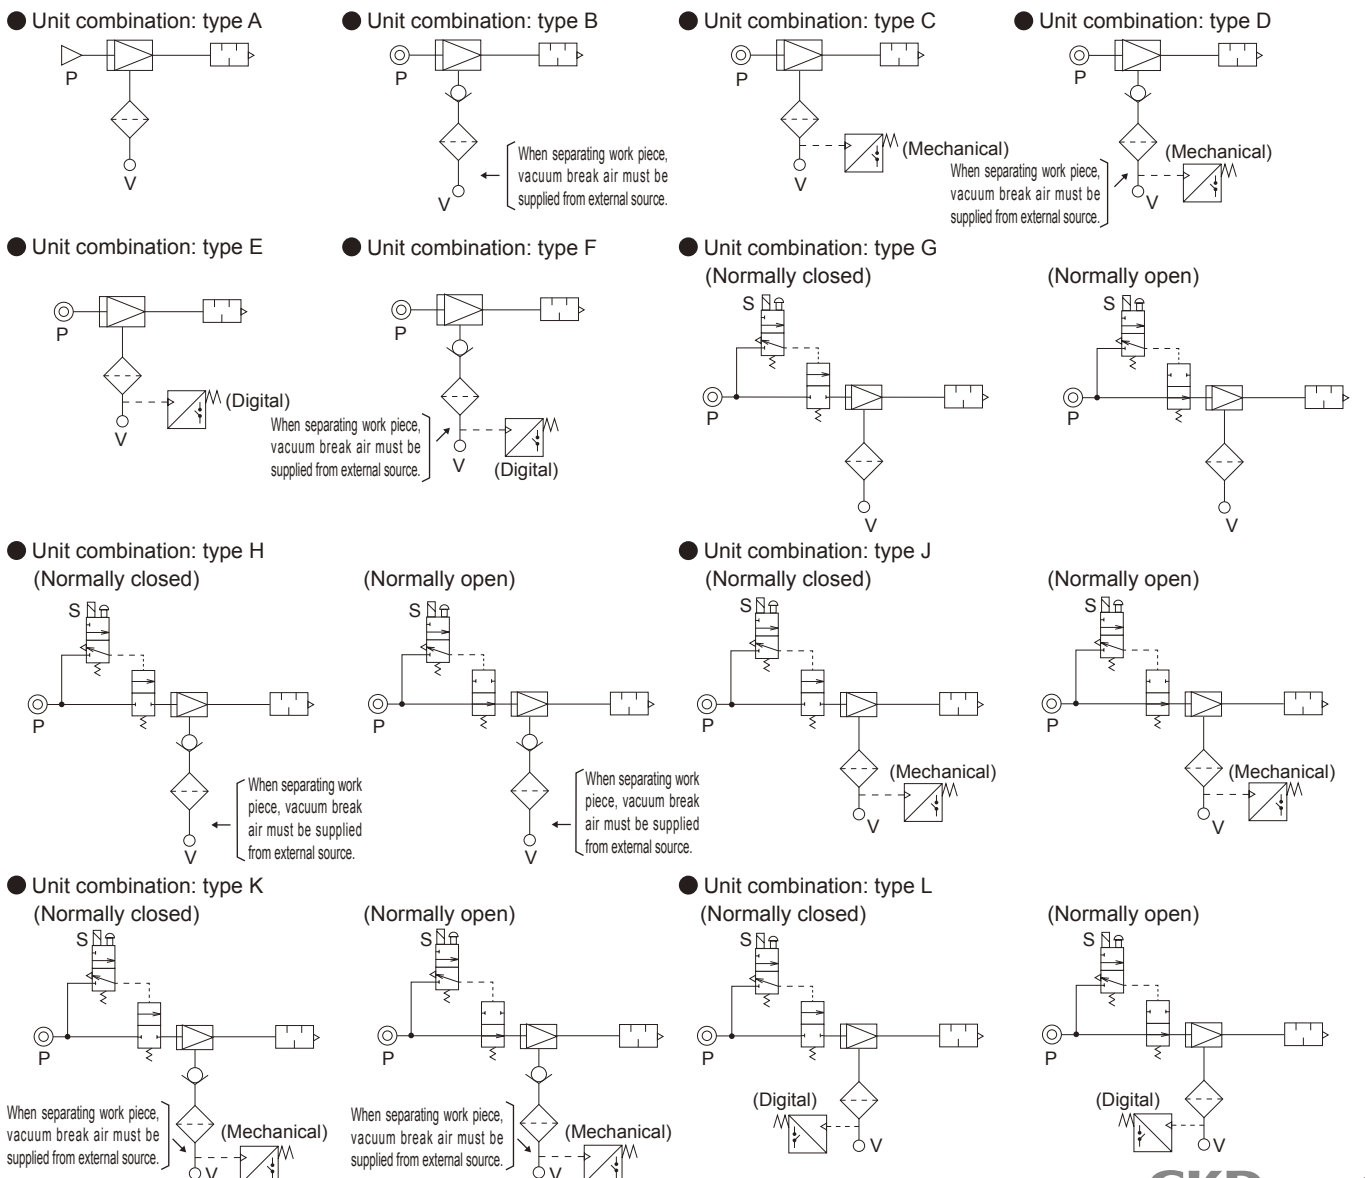 ● Unit combination: type A
P
V
● Unit combination: type B
P
When separating work piece,
vacuum break air must be
supplied from external source.
V
● Unit combination: type C
P
(Mechanical)
V
● Unit combination: type D
P
(Mechanical)
When separating work piece,
vacuum break air must be
supplied from external source.
V
● Unit combination: type E
P
(Digital)
V
● Unit combination: type F
P
When separating work piece,
vacuum break air must be
supplied from external source.
V
(Digital)
● Unit combination: type G
(Normally closed)
S
P
V
(Normally open)
S
P
V
● Unit combination: type H
(Normally closed)
S
P
When separating work
piece, vacuum break
air must be supplied
from external source.
V
(Normally open)
S
P
When separating work
piece, vacuum break
air must be supplied
from external source.
V
● Unit combination: type J
(Normally closed)
S
P
(Mechanical)
V
(Normally open)
S
P
(Mechanical)
V
● Unit combination: type K
(Normally closed)
S
P
When separating work piece,
vacuum break air must be
supplied from external source.
(Mechanical)
V
(Normally open)
S
P
When separating work piece,
vacuum break air must be
supplied from external source.
(Mechanical)
V
● Unit combination: type L
(Normally closed)
S
P
(Digital)
V
(Normally open)
S
P
(Digital)
V